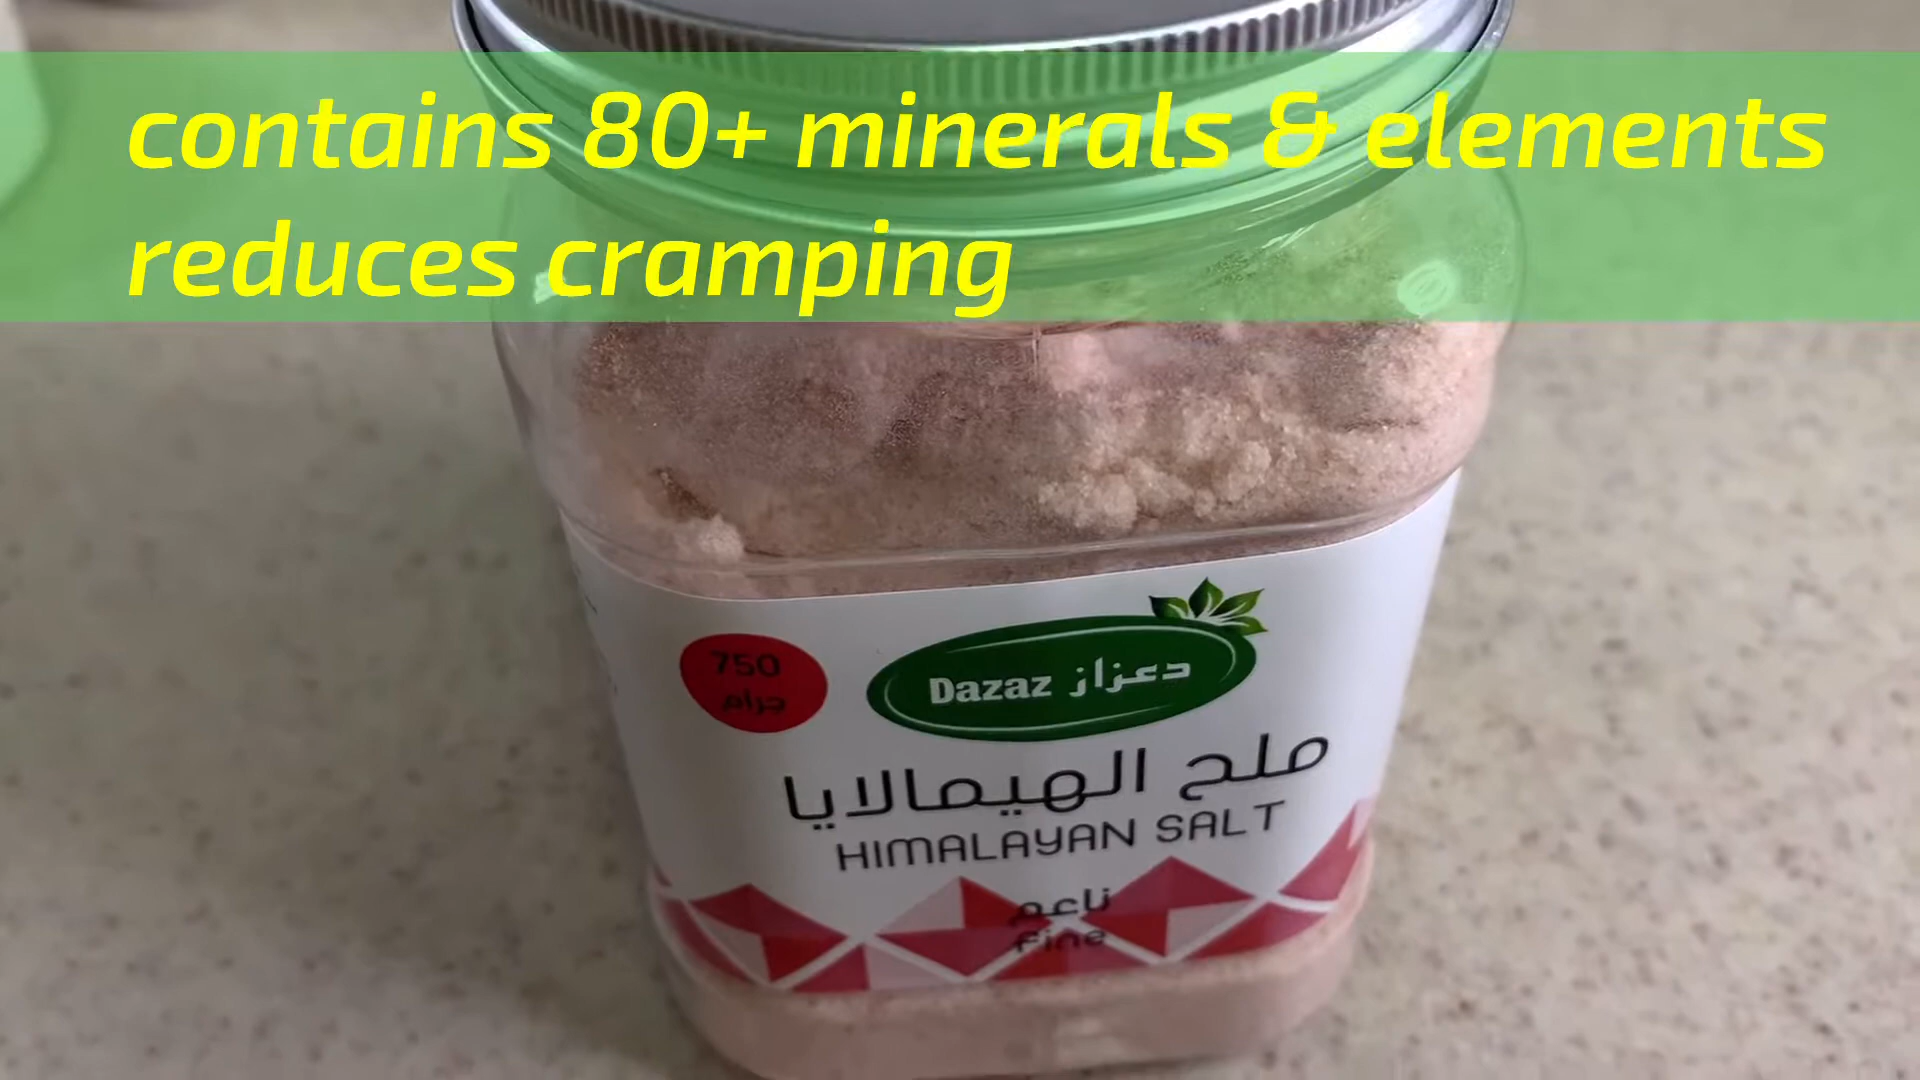 contains 80+ minerals & elements
reduces cramping
750
جرام
Dazaz دعزاز
ملح الهيمالايا
HIMALAYAN SALT
ناعم
Fine